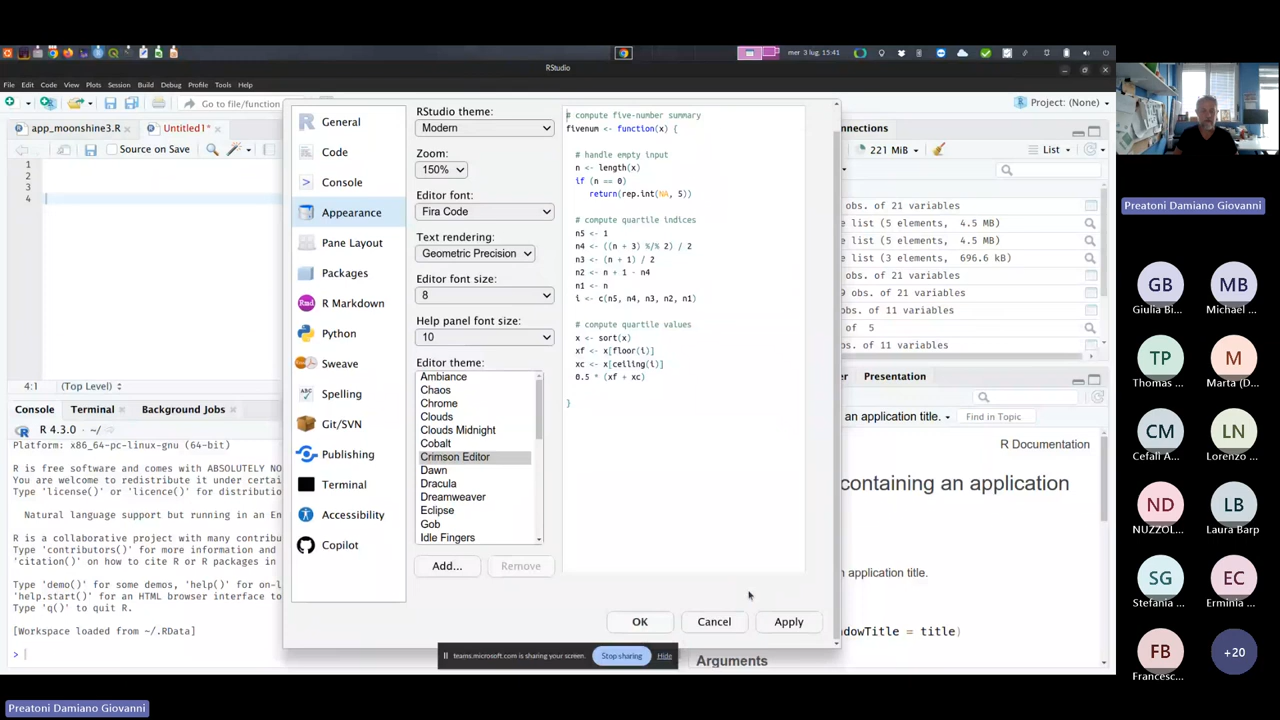 mer 3 lug, 15:41
RStudio
File Edit Code View Plots Session Build Debug Profile Tools Help
Go to file/function
Project: (None)
app_moonshine3.R
Untitled1*
Source on Save
1
2
3
4
4:1 (Top Level)
Console Terminal Background Jobs
R 4.3.0 · ~/
Platform: x86_64-pc-linux-gnu (64-bit)
R is free software and comes with ABSOLUTELY NO
You are welcome to redistribute it under certai
Type 'license()' or 'licence()' for distributio
Natural language support but running in an En
R is a collaborative project with many contribu
Type 'contributors()' for more information and
'citation()' on how to cite R or R packages in
Type 'demo()' for some demos, 'help()' for on-l
'help.start()' for an HTML browser interface to
Type 'q()' to quit R.
[Workspace loaded from ~/.RData]
>
General
Code
Console
Appearance
Pane Layout
Packages
R Markdown
Python
Sweave
Spelling
Git/SVN
Publishing
Terminal
Accessibility
Copilot
RStudio theme:
Modern
Zoom:
150%
Editor font:
Fira Code
Text rendering:
Geometric Precision
Editor font size:
8
Help panel font size:
10
Editor theme:
Ambiance
Chaos
Chrome
Clouds
Clouds Midnight
Cobalt
Crimson Editor
Dawn
Dracula
Dreamweaver
Eclipse
Gob
Idle Fingers
Add... Remove
# compute five-number summary
fivenum <- function(x) {
# handle empty input
n <- length(x)
if (n == 0)
return(rep.int(NA, 5))
# compute quartile indices
n5 <- 1
n4 <- ((n + 3) %/% 2) / 2
n3 <- (n + 1) / 2
n2 <- n + 1 - n4
n1 <- n
i <- c(n5, n4, n3, n2, n1)
# compute quartile values
x <- sort(x)
xf <- x[floor(i)]
xc <- x[ceiling(i)]
0.5 * (xf + xc)
}
OK Cancel Apply
teams.microsoft.com is sharing your screen. Stop sharing Hide
nnections
221 MiB
List
obs. of 21 variables
e list (5 elements, 4.5 MB)
e list (5 elements, 4.5 MB)
e list (3 elements, 696.6 kB)
obs. of 21 variables
9 obs. of 21 variables
obs. of 11 variables
of 5
obs. of 11 variables
er Presentation
an application title. Find in Topic
R Documentation
containing an application
n application title.
ndowTitle = title)
Arguments
Preatoni Damiano Giovanni
GB
Giulia Bi...
MB
Michael ...
TP
Thomas ...
M
Marta (D...
CM
Cefalì A...
LN
Lorenzo ...
ND
NUZZOL...
LB
Laura Barp
SG
Stefania ...
EC
Erminia ...
FB
Francesc...
+20
Preatoni Damiano Giovanni